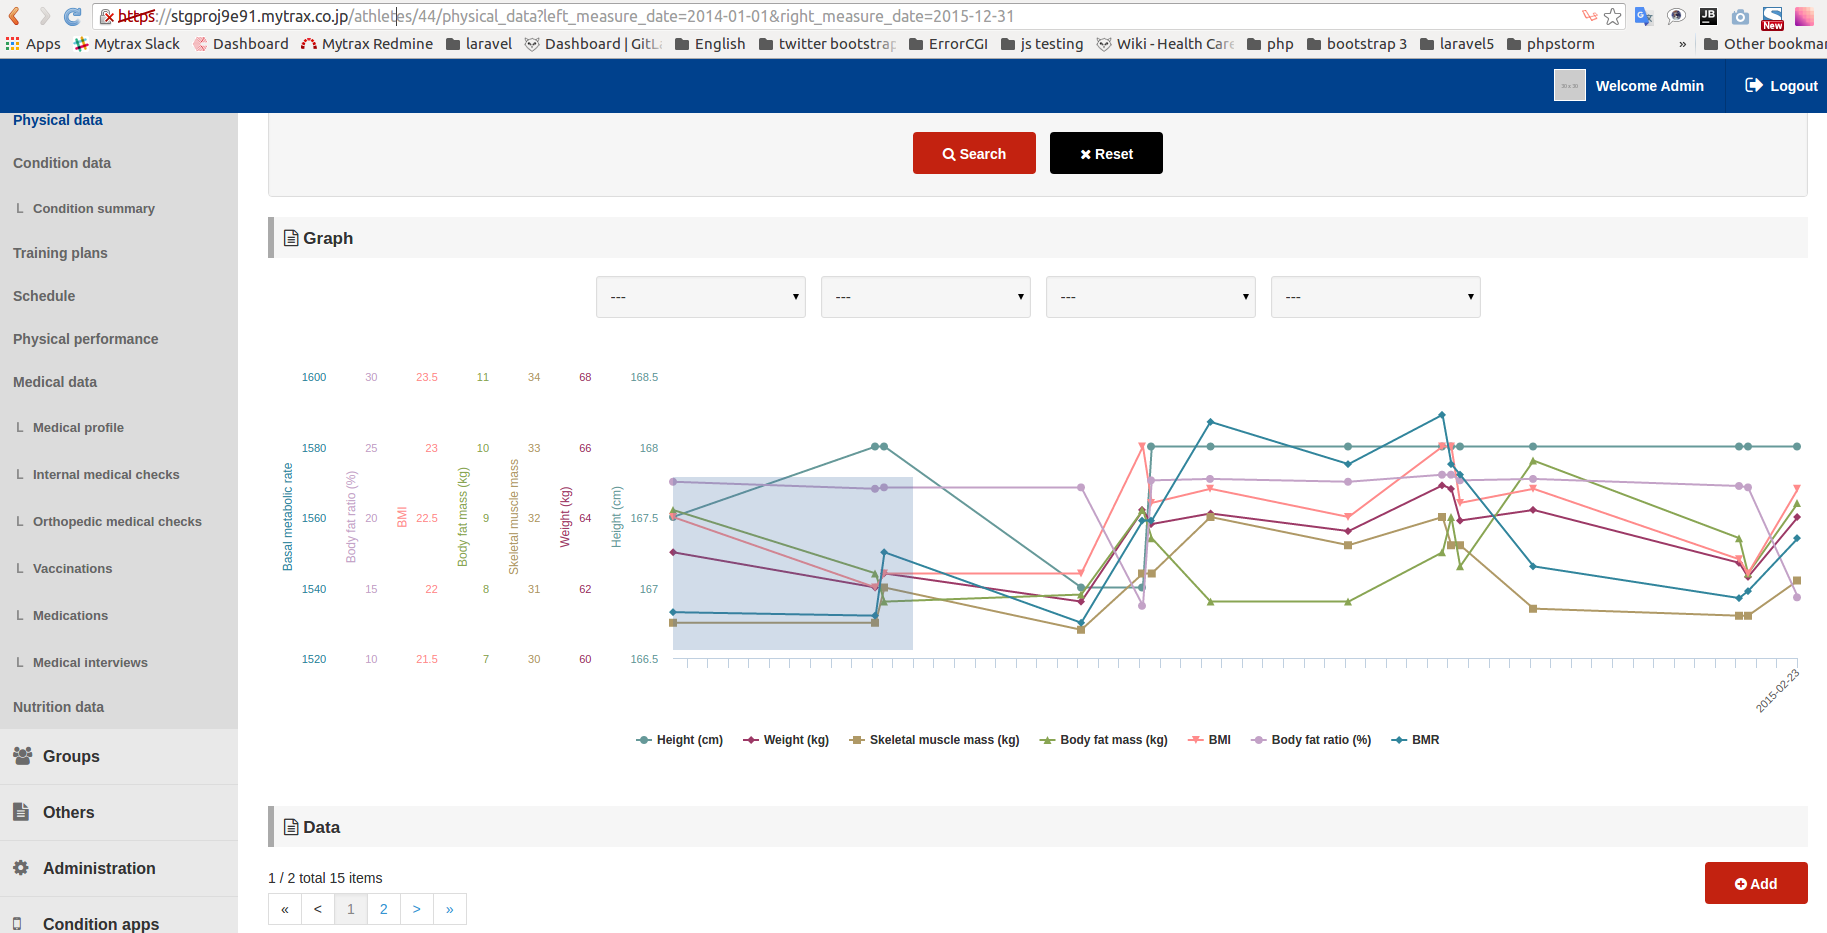 https://stgproj9e91.mytrax.co.jp/athletes/44/physical_data?left_measure_date=2014-01-01&right_measure_date=2015-12-31
Apps Mytrax Slack Dashboard Mytrax Redmine laravel Dashboard | GitLa English twitter bootstrap ErrorCGI js testing Wiki - Health Care php bootstrap 3 laravel5 phpstorm » Other bookmar
JB
New
30 x 30 Welcome Admin Logout
Physical data
Condition data
Condition summary
Training plans
Schedule
Physical performance
Medical data
Medical profile
Internal medical checks
Orthopedic medical checks
Vaccinations
Medications
Medical interviews
Nutrition data
Groups
Others
Administration
Condition apps
Search Reset
Graph
--- --- --- ---
1600 30 23.5 11 34 68 168.5
1580 25 23 10 33 66 168
1560 20 22.5 9 32 64 167.5
1540 15 22 8 31 62 167
1520 10 21.5 7 30 60 166.5
Basal metabolic rate
Body fat ratio (%)
BMI
Body fat mass (kg)
Skeletal muscle mass
Weight (kg)
Height (cm)
2015-02-23
Height (cm) Weight (kg) Skeletal muscle mass (kg) Body fat mass (kg) BMI Body fat ratio (%) BMR
Data
1 / 2 total 15 items
Add
« < 1 2 > »